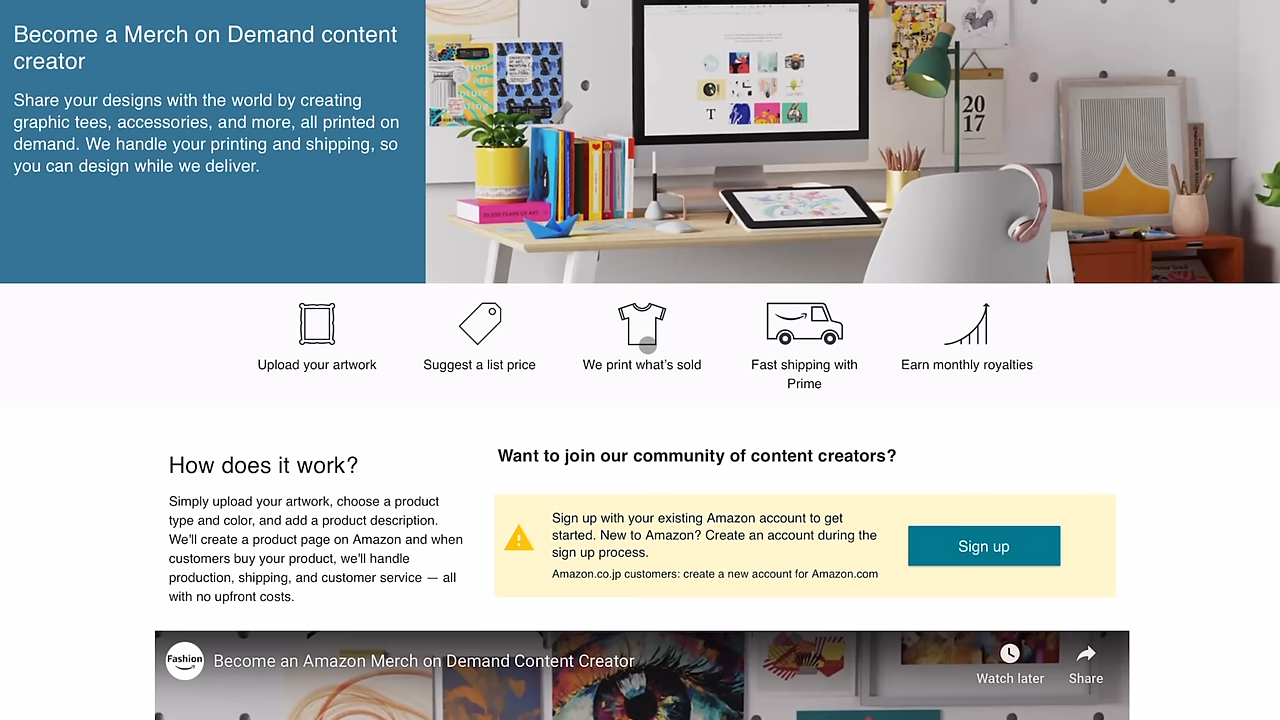 Become a Merch on Demand content
creator
Share your designs with the world by creating
graphic tees, accessories, and more, all printed on
demand. We handle your printing and shipping, so
you can design while we deliver.
20
17
T
30,000 YEARS OF ART
Upload your artwork
Suggest a list price
We print what's sold
Fast shipping with
Prime
Earn monthly royalties
How does it work?
Simply upload your artwork, choose a product
type and color, and add a product description.
We'll create a product page on Amazon and when
customers buy your product, we'll handle
production, shipping, and customer service — all
with no upfront costs.
Want to join our community of content creators?
Sign up with your existing Amazon account to get
started. New to Amazon? Create an account during the
sign up process.
Amazon.co.jp customers: create a new account for Amazon.com
Sign up
Fashion
Become an Amazon Merch on Demand Content Creator
Watch later
Share